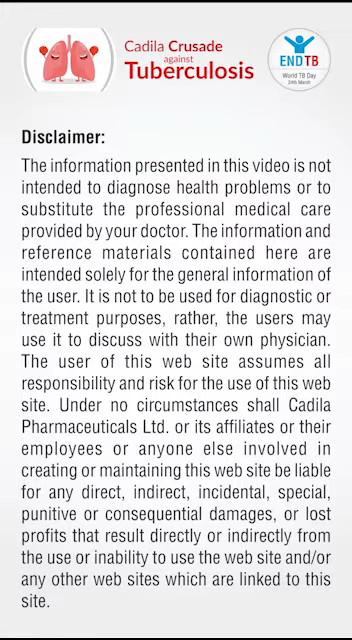 Cadila Crusade
against
Tuberculosis
ENDTB
World TB Day
24th March
Disclaimer:
The information presented in this video is not
intended to diagnose health problems or to
substitute the professional medical care
provided by your doctor. The information and
reference materials contained here are
intended solely for the general information of
the user. It is not to be used for diagnostic or
treatment purposes, rather, the users may
use it to discuss with their own physician.
The user of this web site assumes all
responsibility and risk for the use of this web
site. Under no circumstances shall Cadila
Pharmaceuticals Ltd. or its affiliates or their
employees or anyone else involved in
creating or maintaining this web site be liable
for any direct, indirect, incidental, special,
punitive or consequential damages, or lost
profits that result directly or indirectly from
the use or inability to use the web site and/or
any other web sites which are linked to this
site.